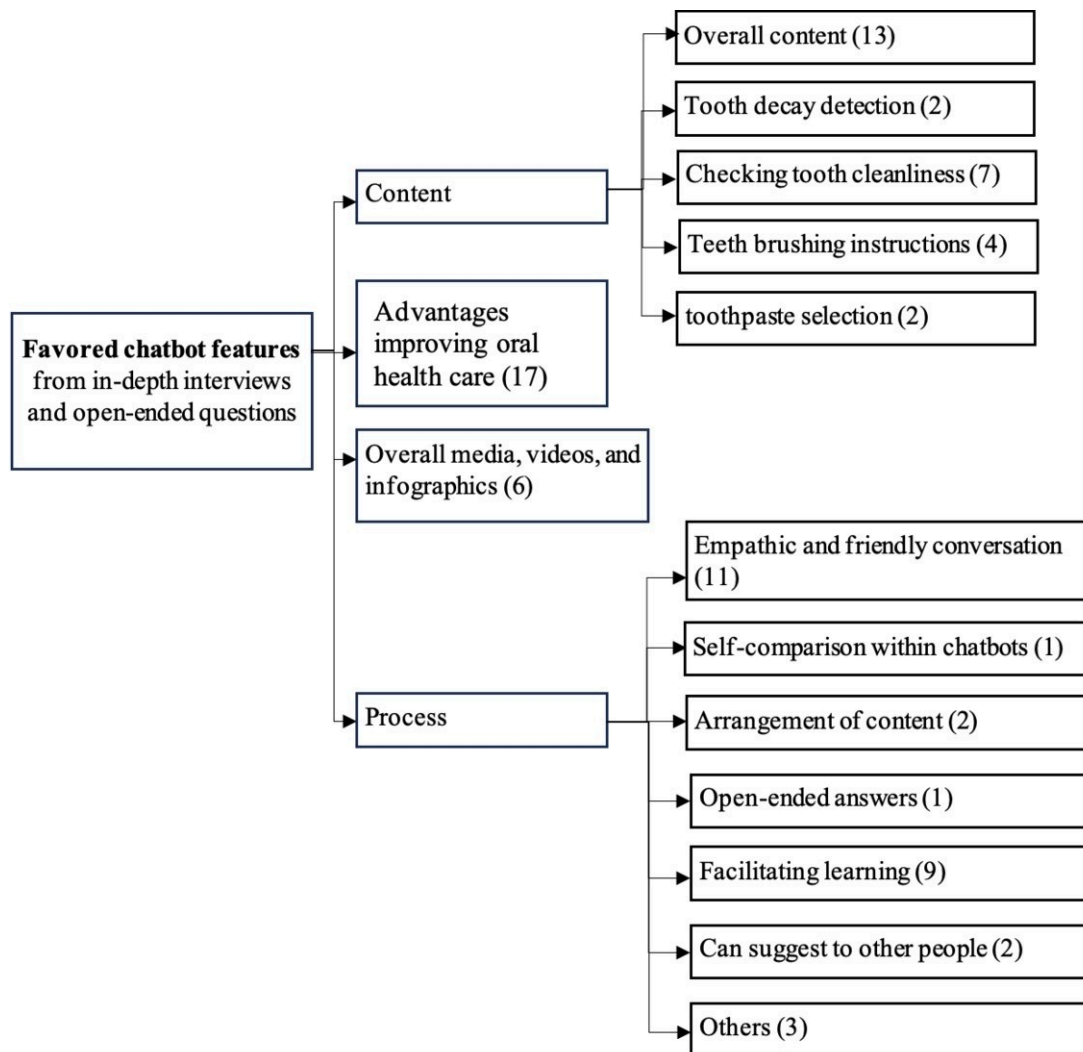 Overall content (13)
Tooth decay detection (2)
Content
Checking tooth cleanliness (7)
Teeth brushing instructions (4)
toothpaste selection (2)
Favored chatbot features
from in-depth interviews
and open-ended questions
Advantages
improving oral
health care (17)
Overall media, videos, and
infographics (6)
Empathic and friendly conversation
(11)
Self-comparison within chatbots (1)
Process
Arrangement of content (2)
Open-ended answers (1)
Facilitating learning (9)
Can suggest to other people (2)
Others (3)